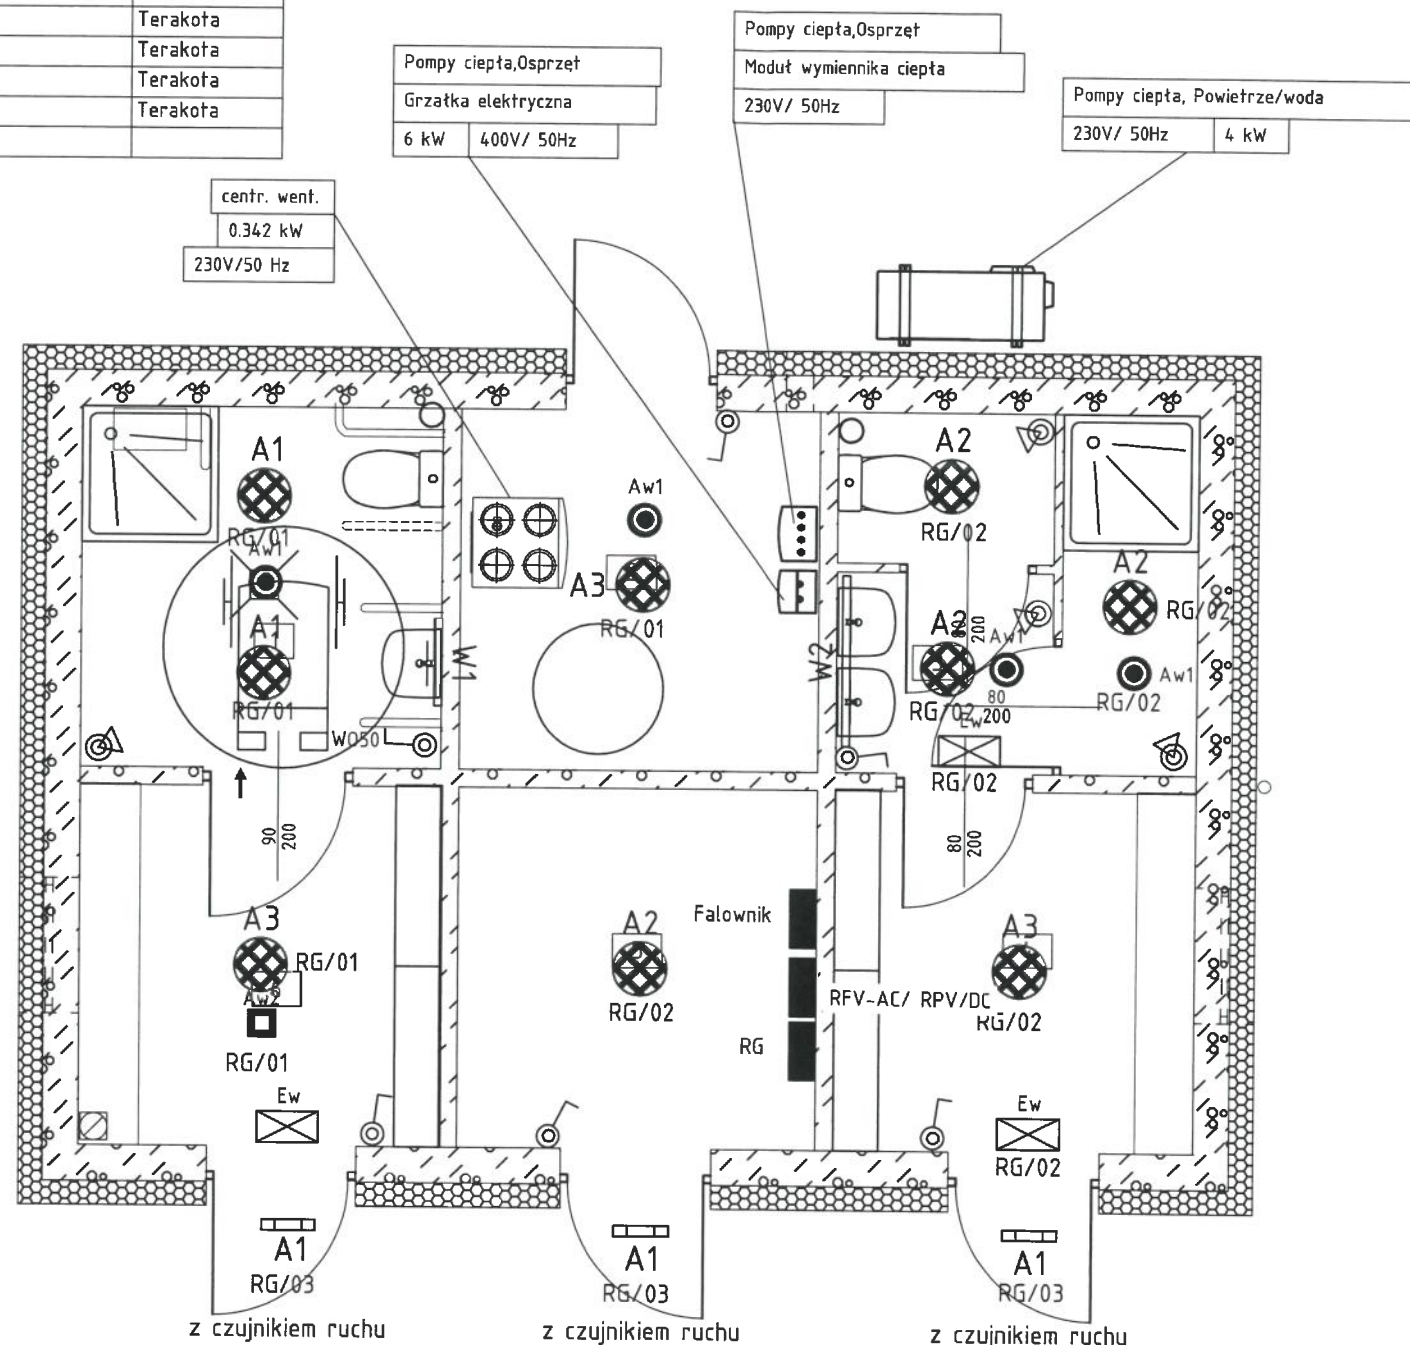 Terakota
Terakota
Terakota
Terakota
Pompy ciepła,Osprzęt
Grzałka elektryczna
6 kW 400V/ 50Hz
Pompy ciepła,Osprzęt
Moduł wymiennika ciepła
230V/ 50Hz
Pompy ciepła, Powietrze/woda
230V/ 50Hz 4 kW
centr. went.
0.342 kW
230V/50 Hz
A1
RG/01
Aw1
A1
RG/01
W050
W1
90
200
Aw1
A3
RG/01
A2
RG/02
A2
RG/02
Aw1
RG/02
A2
80
200
Aw1
RG/02
80
200
Ew
RG/02
W2
80
200
A3
RG/01
Aw2
RG/01
Ew
A2
RG/02
Falownik
RFV-AC/ RPV/DC
RG
A3
RG/02
Ew
RG/02
A1
RG/03
z czujnikiem ruchu
A1
RG/03
z czujnikiem ruchu
A1
RG/03
z czujnikiem ruchu